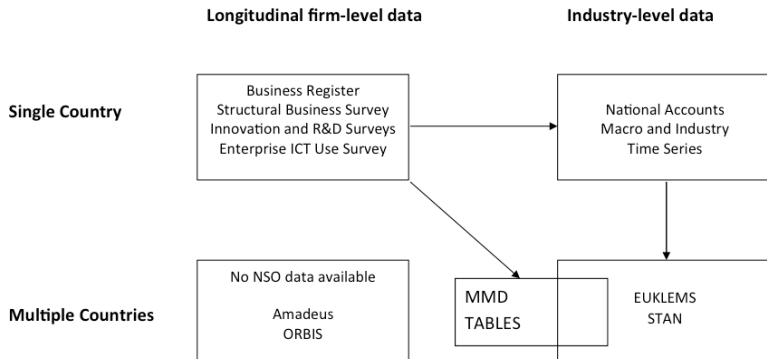 Longitudinal firm-level data
Industry-level data
Single Country
Business Register
Structural Business Survey
Innovation and R&D Surveys
Enterprise ICT Use Survey
National Accounts
Macro and Industry
Time Series
Multiple Countries
No NSO data available
Amadeus
ORBIS
MMD
TABLES
EUKLEMS
STAN